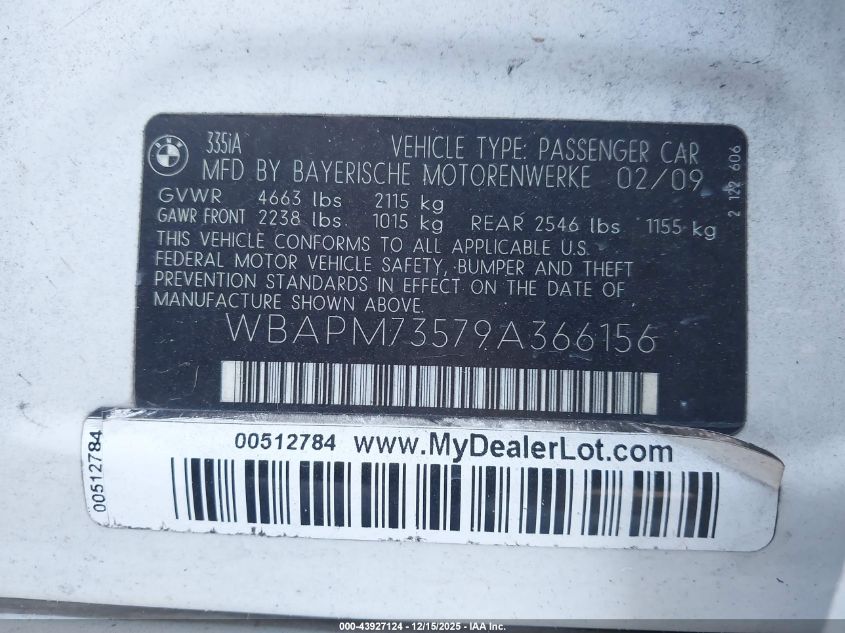 335iA VEHICLE TYPE: PASSENGER CAR
MFD BY BAYERISCHE MOTORENWERKE 02/09
GVWR 4663 lbs 2115 kg
GAWR FRONT 2238 lbs 1015 kg REAR 2546 lbs 1155 kg
THIS VEHICLE CONFORMS TO ALL APPLICABLE U.S.
FEDERAL MOTOR VEHICLE SAFETY, BUMPER AND THEFT
PREVENTION STANDARDS IN EFFECT ON THE DATE OF
MANUFACTURE SHOWN ABOVE.
WBAPM73579A366156
2 122 606
00512784 www.MyDealerLot.com
00512784
000-43927124 - 12/15/2025 - IAA Inc.